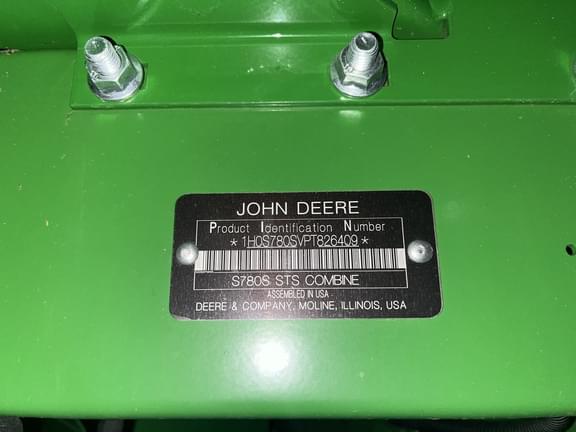 JOHN DEERE
Product Identification Number
*1H0S780SVPT826409*
S780S STS COMBINE
ASSEMBLED IN USA
DEERE & COMPANY, MOLINE, ILLINOIS, USA